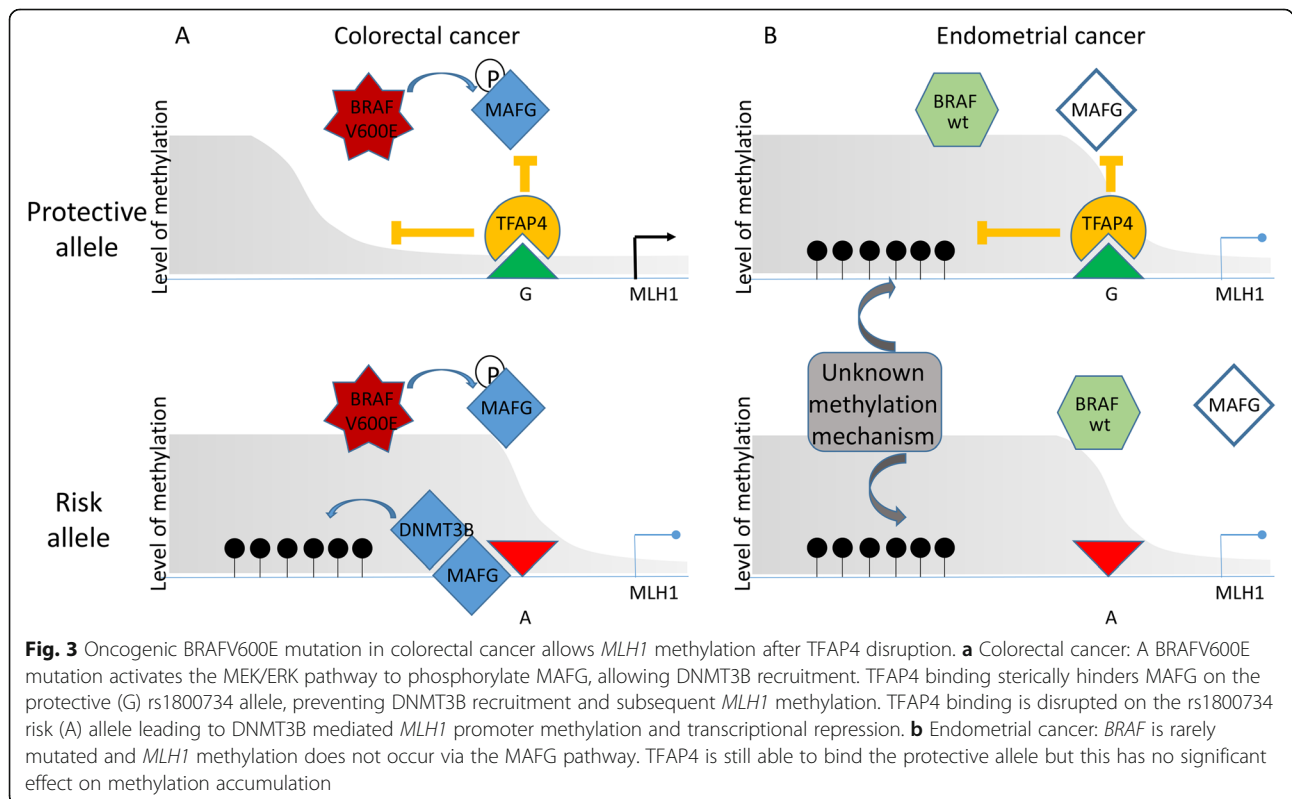 A
Colorectal cancer
B
Endometrial cancer
Protective
allele
Level of methylation
BRAF
V600E
P
MAFG
TFAP4
G
MLH1
Level of methylation
BRAF
wt
MAFG
TFAP4
G
MLH1
Risk
allele
Level of methylation
BRAF
V600E
P
MAFG
DNMT3B
MAFG
A
MLH1
Unknown
methylation
mechanism
Level of methylation
BRAF
wt
MAFG
A
MLH1
Fig. 3 Oncogenic BRAFV600E mutation in colorectal cancer allows MLH1 methylation after TFAP4 disruption. a Colorectal cancer: A BRAFV600E
mutation activates the MEK/ERK pathway to phosphorylate MAFG, allowing DNMT3B recruitment. TFAP4 binding sterically hinders MAFG on the
protective (G) rs1800734 allele, preventing DNMT3B recruitment and subsequent MLH1 methylation. TFAP4 binding is disrupted on the rs1800734
risk (A) allele leading to DNMT3B mediated MLH1 promoter methylation and transcriptional repression. b Endometrial cancer: BRAF is rarely
mutated and MLH1 methylation does not occur via the MAFG pathway. TFAP4 is still able to bind the protective allele but this has no significant
effect on methylation accumulation